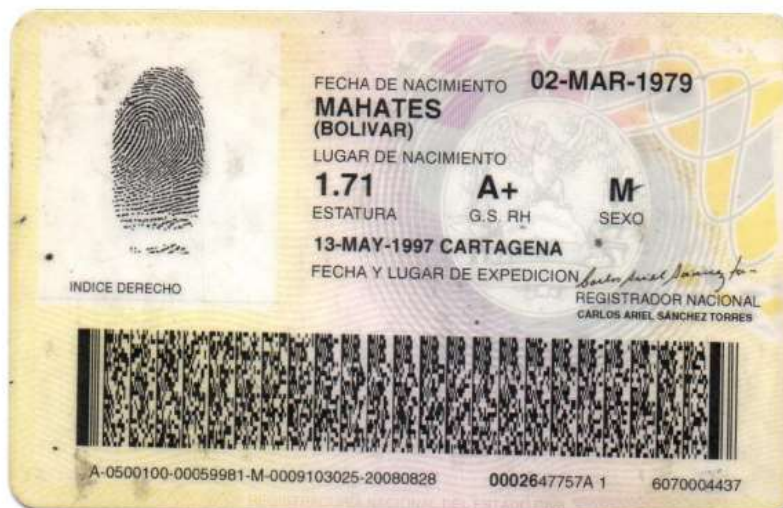 FECHA DE NACIMIENTO 02-MAR-1979
MAHATES
(BOLIVAR)
LUGAR DE NACIMIENTO
1.71 A+ M
ESTATURA G.S. RH SEXO
13-MAY-1997 CARTAGENA
FECHA Y LUGAR DE EXPEDICION
INDICE DERECHO
REGISTRADOR NACIONAL
CARLOS ARIEL SÁNCHEZ TORRES
A-0500100-00059981-M-0009103025-20080828 0002647757A 1 6070004437